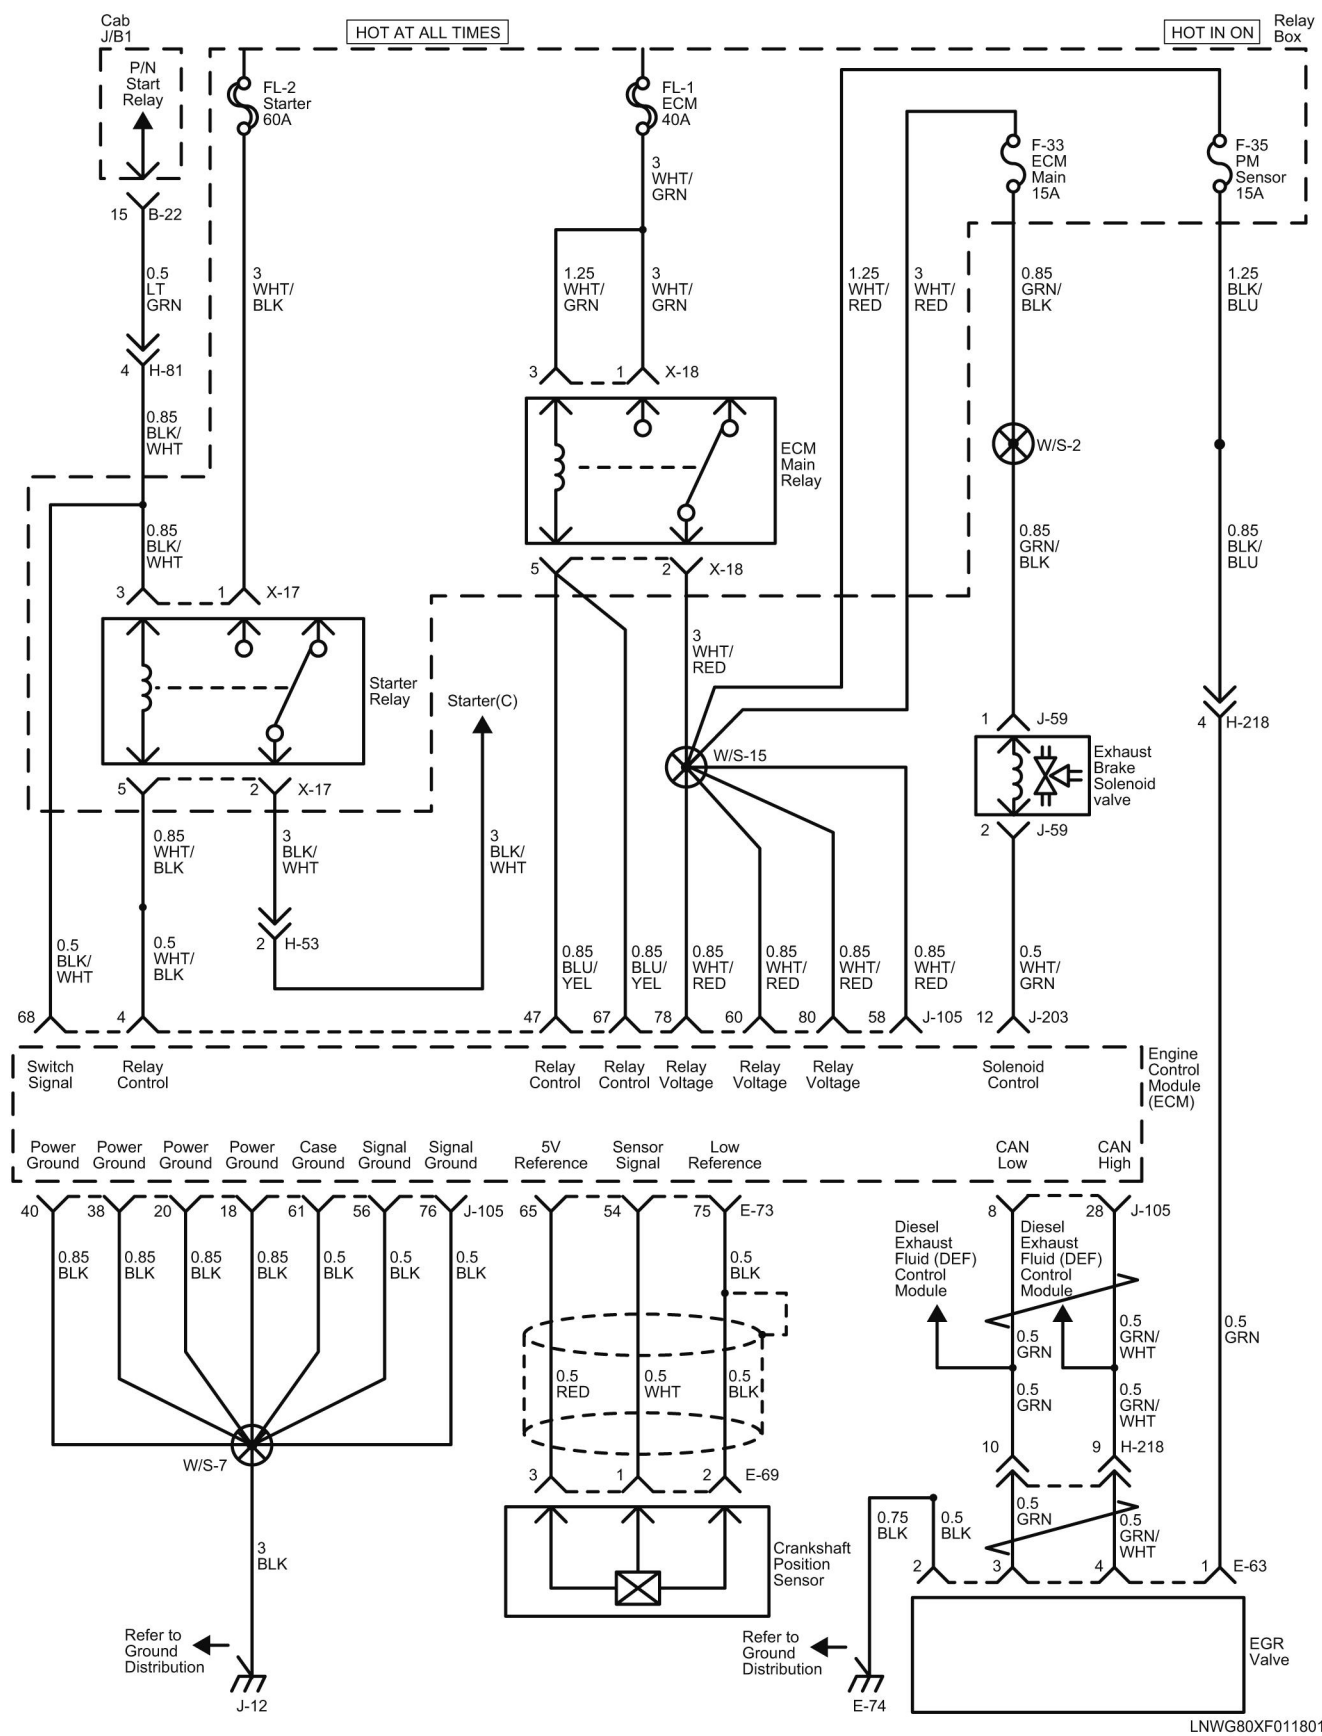 Cab
J/B1
HOT AT ALL TIMES
HOT IN ON
Relay
Box
P/N
Start
Relay
FL-2
Starter
60A
FL-1
ECM
40A
F-33
ECM
Main
15A
F-35
PM
Sensor
15A
3
WHT/
GRN
15
B-22
0.5
LT
GRN
3
WHT/
BLK
1.25
WHT/
GRN
3
WHT/
GRN
1.25
WHT/
RED
3
WHT/
RED
0.85
GRN/
BLK
1.25
BLK/
BLU
4
H-81
3
1
X-18
0.85
BLK/
WHT
ECM
Main
Relay
W/S-2
0.85
BLK/
WHT
0.85
GRN/
BLK
0.85
BLK/
BLU
5
2
X-18
3
1
X-17
3
WHT/
RED
Starter
Relay
Starter(C)
1
J-59
4
H-218
W/S-15
Exhaust
Brake
Solenoid
valve
5
2
X-17
2
J-59
0.85
WHT/
BLK
3
BLK/
WHT
3
BLK/
WHT
0.5
BLK/
WHT
0.5
WHT/
BLK
2
H-53
0.85
BLU/
YEL
0.85
BLU/
YEL
0.85
WHT/
RED
0.85
WHT/
RED
0.85
WHT/
RED
0.85
WHT/
RED
0.5
WHT/
GRN
68
4
47
67
78
60
80
58
J-105
12
J-203
Switch
Signal
Relay
Control
Relay
Control
Relay
Control
Relay
Voltage
Relay
Voltage
Relay
Voltage
Solenoid
Control
Engine
Control
Module
(ECM)
Power
Ground
Power
Ground
Power
Ground
Power
Ground
Case
Ground
Signal
Ground
Signal
Ground
5V
Reference
Sensor
Signal
Low
Reference
CAN
Low
CAN
High
40
38
20
18
61
56
76
J-105
65
54
75
E-73
8
28
J-105
0.85
BLK
0.85
BLK
0.85
BLK
0.85
BLK
0.5
BLK
0.5
BLK
0.5
BLK
0.5
BLK
Diesel
Exhaust
Fluid (DEF)
Control
Module
Diesel
Exhaust
Fluid (DEF)
Control
Module
0.5
GRN
0.5
GRN/
WHT
0.5
GRN
0.5
RED
0.5
WHT
0.5
BLK
0.5
GRN
0.5
GRN/
WHT
W/S-7
10
9
H-218
3
1
2
E-69
3
BLK
0.75
BLK
0.5
BLK
0.5
GRN
0.5
GRN/
WHT
Crankshaft
Position
Sensor
2
3
4
1
E-63
Refer to
Ground
Distribution
J-12
Refer to
Ground
Distribution
E-74
EGR
Valve
LNWG80XF011801